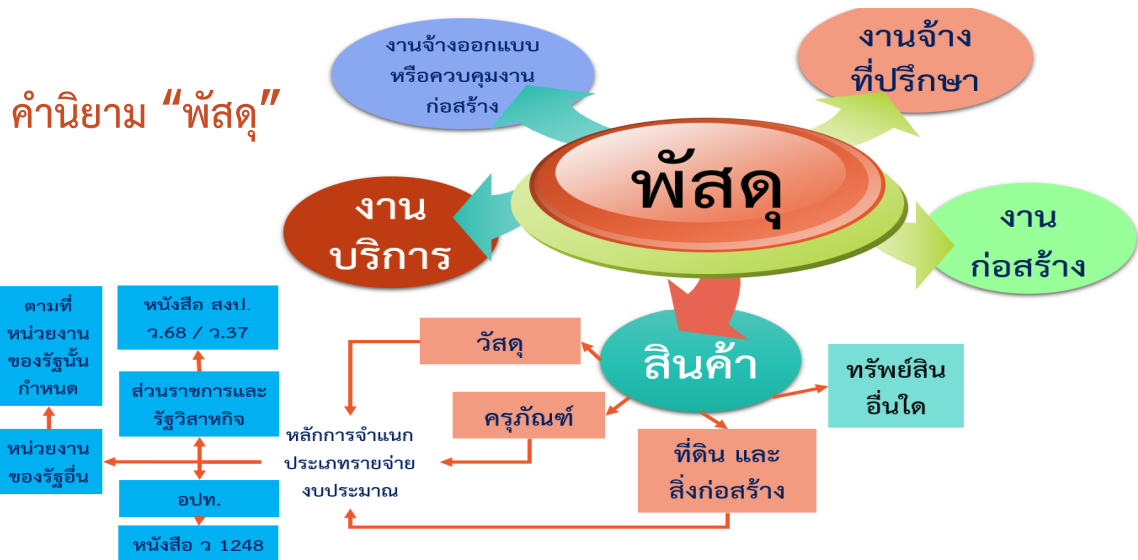 คำนิยาม “พัสดุ”
งานจ้างออกแบบ
หรือควบคุมงาน
ก่อสร้าง
งานจ้าง
ที่ปรึกษา
พัสดุ
งาน
บริการ
งาน
ก่อสร้าง
สินค้า
วัสดุ
ครุภัณฑ์
ที่ดิน และ
สิ่งก่อสร้าง
ทรัพย์สิน
อื่นใด
หลักการจำแนก
ประเภทรายจ่าย
งบประมาณ
ตามที่
หน่วยงาน
ของรัฐนั้น
กำหนด
หนังสือ สงป.
ว.68 / ว.37
ส่วนราชการและ
รัฐวิสาหกิจ
หน่วยงาน
ของรัฐอื่น
อปท.
หนังสือ ว 1248